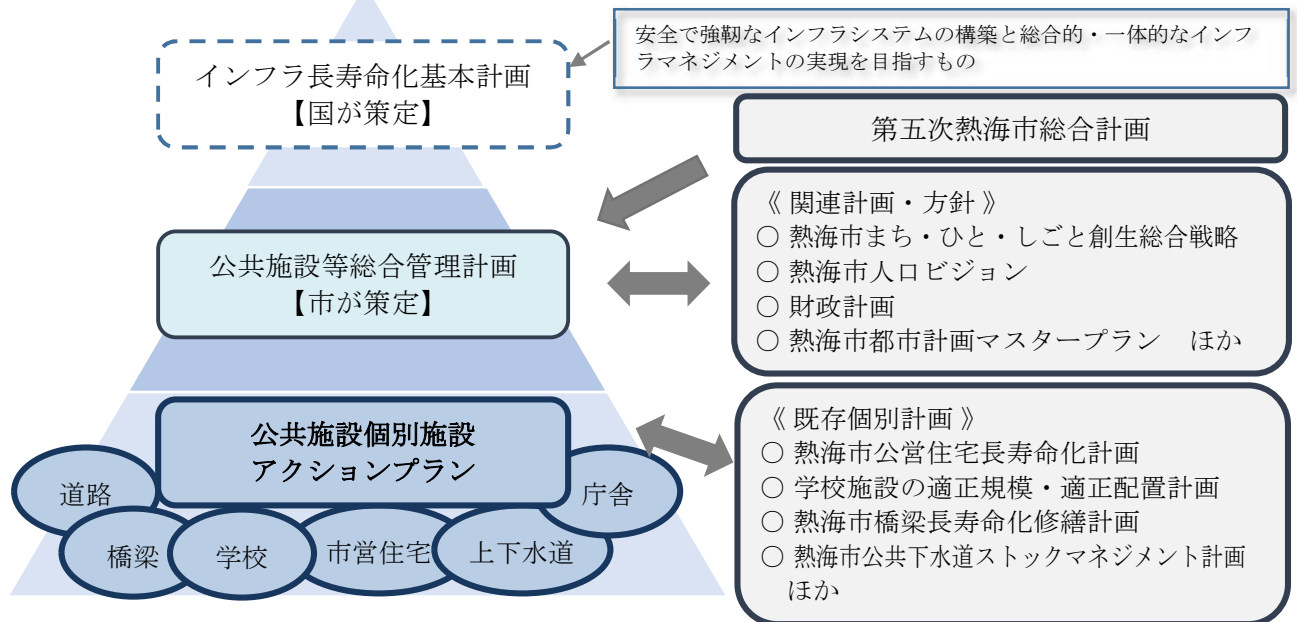 インフラ長寿命化基本計画
【国が策定】
安全で強靭なインフラシステムの構築と総合的・一体的なインフ
ラマネジメントの実現を目指すもの
第五次熱海市総合計画
公共施設等総合管理計画
【市が策定】
《 関連計画・方針 》
○ 熱海市まち・ひと・しごと創生総合戦略
○ 熱海市人口ビジョン
○ 財政計画
○ 熱海市都市計画マスタープラン　ほか
公共施設個別施設
アクションプラン
道路
橋梁
学校
市営住宅
上下水道
庁舎
《 既存個別計画 》
○ 熱海市公営住宅長寿命化計画
○ 学校施設の適正規模・適正配置計画
○ 熱海市橋梁長寿命化修繕計画
○ 熱海市公共下水道ストックマネジメント計画
ほか